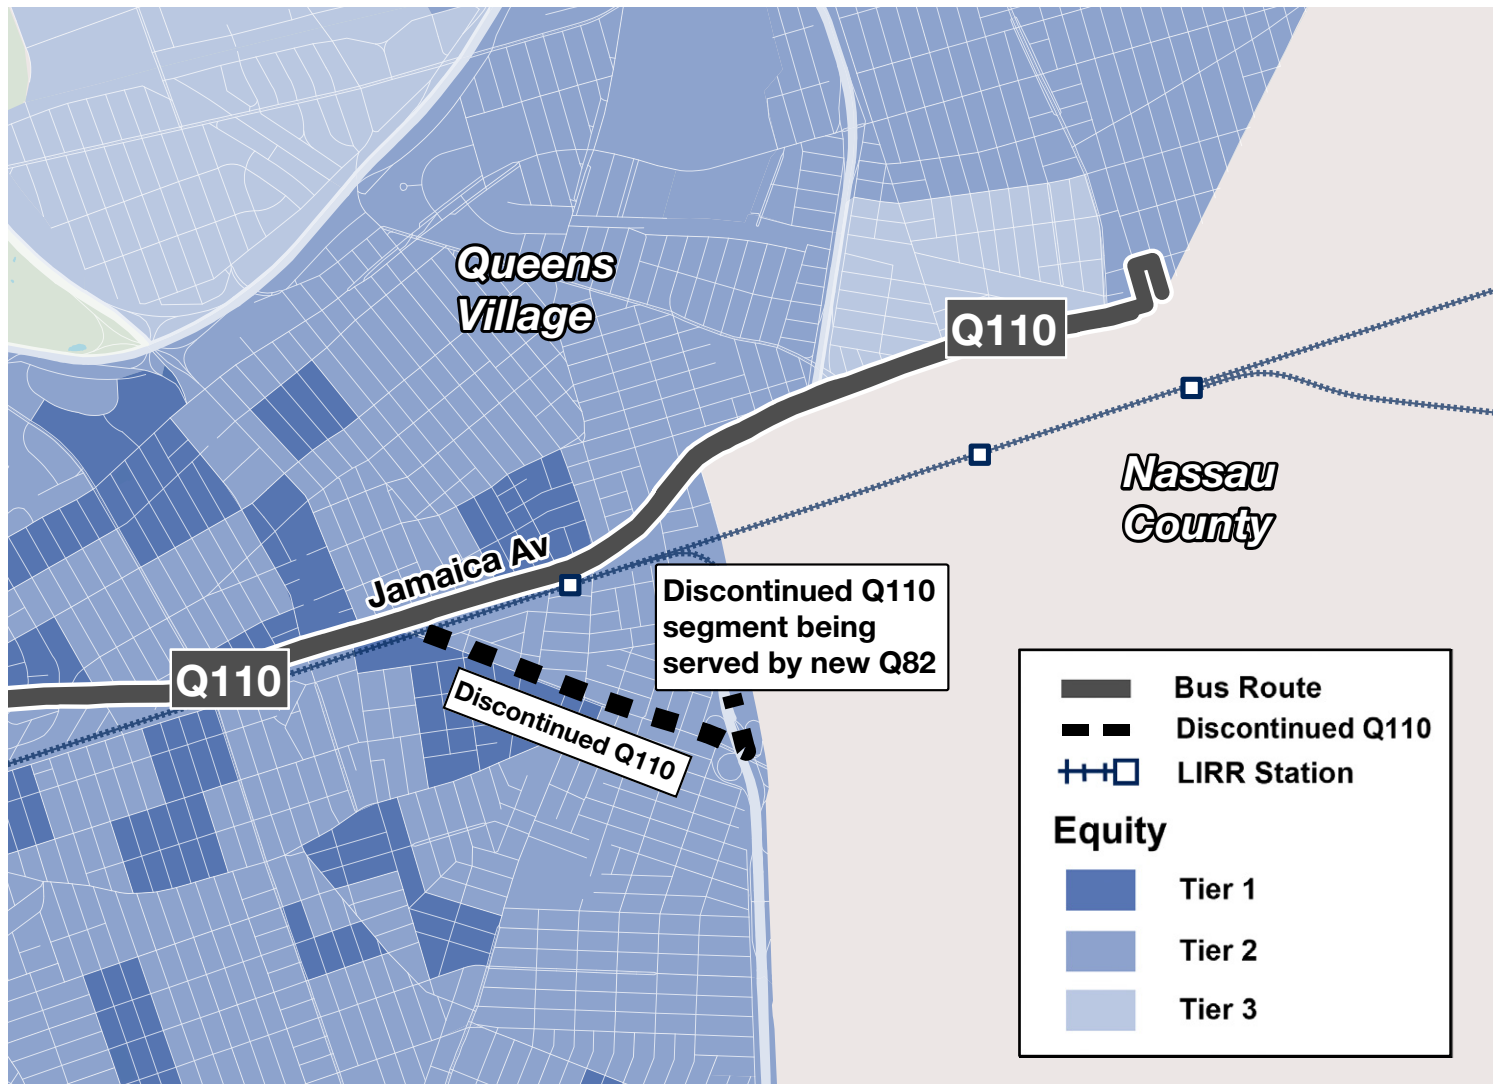 Queens
Village
Q110
Nassau
County
Jamaica Av
Discontinued Q110
segment being
served by new Q82
Q110
Discontinued Q110
Bus Route
Discontinued Q110
LIRR Station
Equity
Tier 1
Tier 2
Tier 3